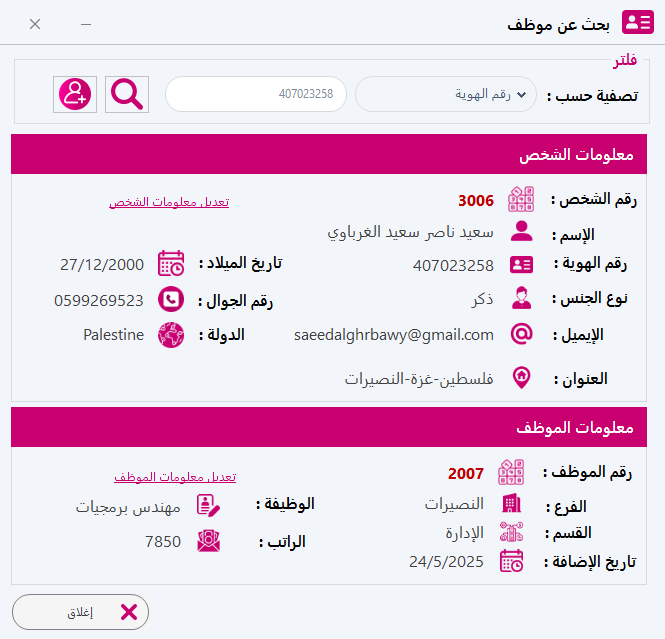 بحث عن موظف
فلتر
تصفية حسب : رقم الهوية 407023258
معلومات الشخص
رقم الشخص : 3006 تعديل معلومات الشخص
الإسم : سعيد ناصر سعيد الغرباوي
رقم الهوية : 407023258 تاريخ الميلاد : 27/12/2000
نوع الجنس : ذكر رقم الجوال : 0599269523
الإيميل : saeedalghrbawy@gmail.com الدولة : Palestine
العنوان : فلسطين-غزة-النصيرات
معلومات الموظف
رقم الموظف : 2007 تعديل معلومات الموظف
الفرع : النصيرات الوظيفة : مهندس برمجيات
القسم : الإدارة الراتب : 7850
تاريخ الإضافة : 24/5/2025
إغلاق